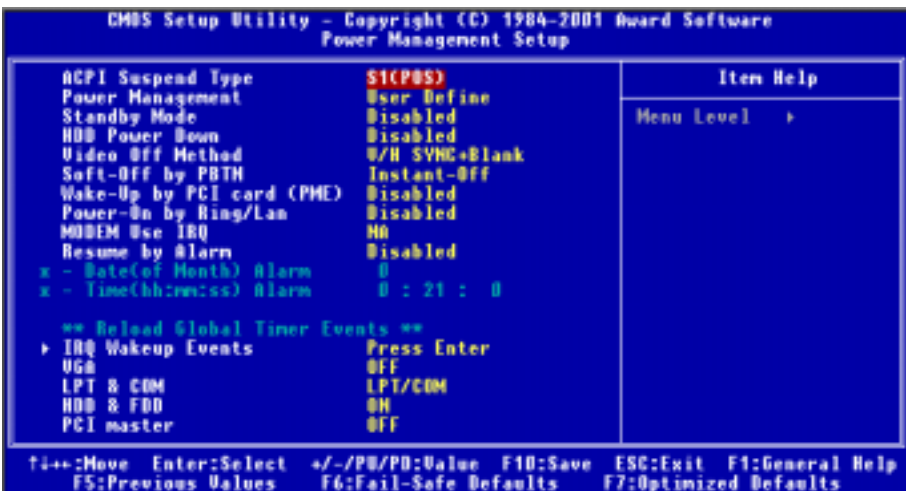 CMOS Setup Utility - Copyright (C) 1984-2001 Award Software
Power Management Setup
ACPI Suspend Type S1(POS)
Power Management User Define
Standby Mode Disabled
HDD Power Down Disabled
Video Off Method V/H SYNC+Blank
Soft-Off by PBTN Instant-Off
Wake-Up by PCI card (PME) Disabled
Power-On by Ring/Lan Disabled
MODEM Use IRQ NA
Resume by Alarm Disabled
x - Date(of Month) Alarm 0
x - Time(hh:mm:ss) Alarm 0 : 21 : 0
** Reload Global Timer Events **
▸ IRQ Wakeup Events Press Enter
VGA OFF
LPT & COM LPT/COM
HDD & FDD ON
PCI master OFF
Item Help
Menu Level ▸
↑↓→←:Move Enter:Select +/-/PU/PD:Value F10:Save ESC:Exit F1:General Help
F5:Previous Values F6:Fail-Safe Defaults F7:Optimized Defaults